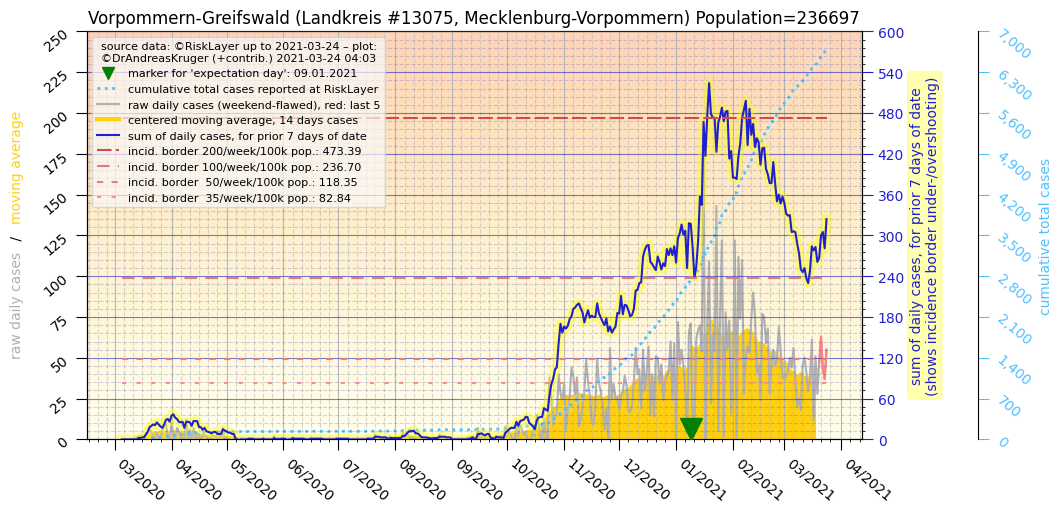 Vorpommern-Greifswald (Landkreis #13075, Mecklenburg-Vorpommern) Population=236697
source data: ©RiskLayer up to 2021-03-24 – plot:
©DrAndreasKruger (+contrib.) 2021-03-24 04:03
marker for 'expectation day': 09.01.2021
cumulative total cases reported at RiskLayer
raw daily cases (weekend-flawed), red: last 5
centered moving average, 14 days cases
sum of daily cases, for prior 7 days of date
incid. border 200/week/100k pop.: 473.39
incid. border 100/week/100k pop.: 236.70
incid. border 50/week/100k pop.: 118.35
incid. border 35/week/100k pop.: 82.84
raw daily cases / moving average
250
225
200
175
150
125
100
75
50
25
0
03/2020
04/2020
05/2020
06/2020
07/2020
08/2020
09/2020
10/2020
11/2020
12/2020
01/2021
02/2021
03/2021
04/2021
600
540
480
420
360
300
240
180
120
60
0
sum of daily cases, for prior 7 days of date
(shows incidence border under-/overshooting)
7,000
6,300
5,600
4,900
4,200
3,500
2,800
2,100
1,400
700
0
cumulative total cases